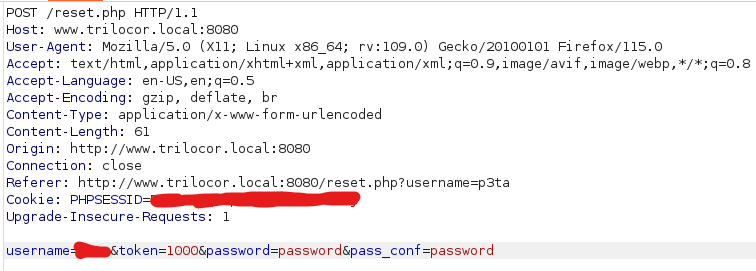 POST /reset.php HTTP/1.1
Host: www.trilocor.local:8080
User-Agent: Mozilla/5.0 (X11; Linux x86_64; rv:109.0) Gecko/20100101 Firefox/115.0
Accept: text/html,application/xhtml+xml,application/xml;q=0.9,image/avif,image/webp,*/*;q=0.8
Accept-Language: en-US,en;q=0.5
Accept-Encoding: gzip, deflate, br
Content-Type: application/x-www-form-urlencoded
Content-Length: 61
Origin: http://www.trilocor.local:8080
Connection: close
Referer: http://www.trilocor.local:8080/reset.php?username=p3ta
Cookie: PHPSESSID=
Upgrade-Insecure-Requests: 1
username=&token=1000&password=password&pass_conf=password